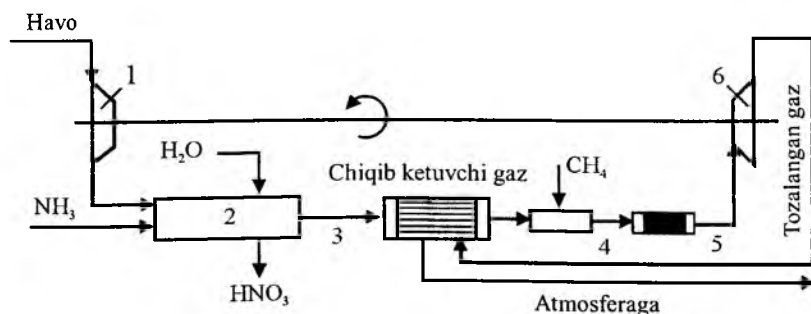 Havo
1
6
H₂O
Chiqib ketuvchi gaz
CH₄
Tozalangan gaz
NH₃
2
3
4
5
HNO₃
Atmosferaga